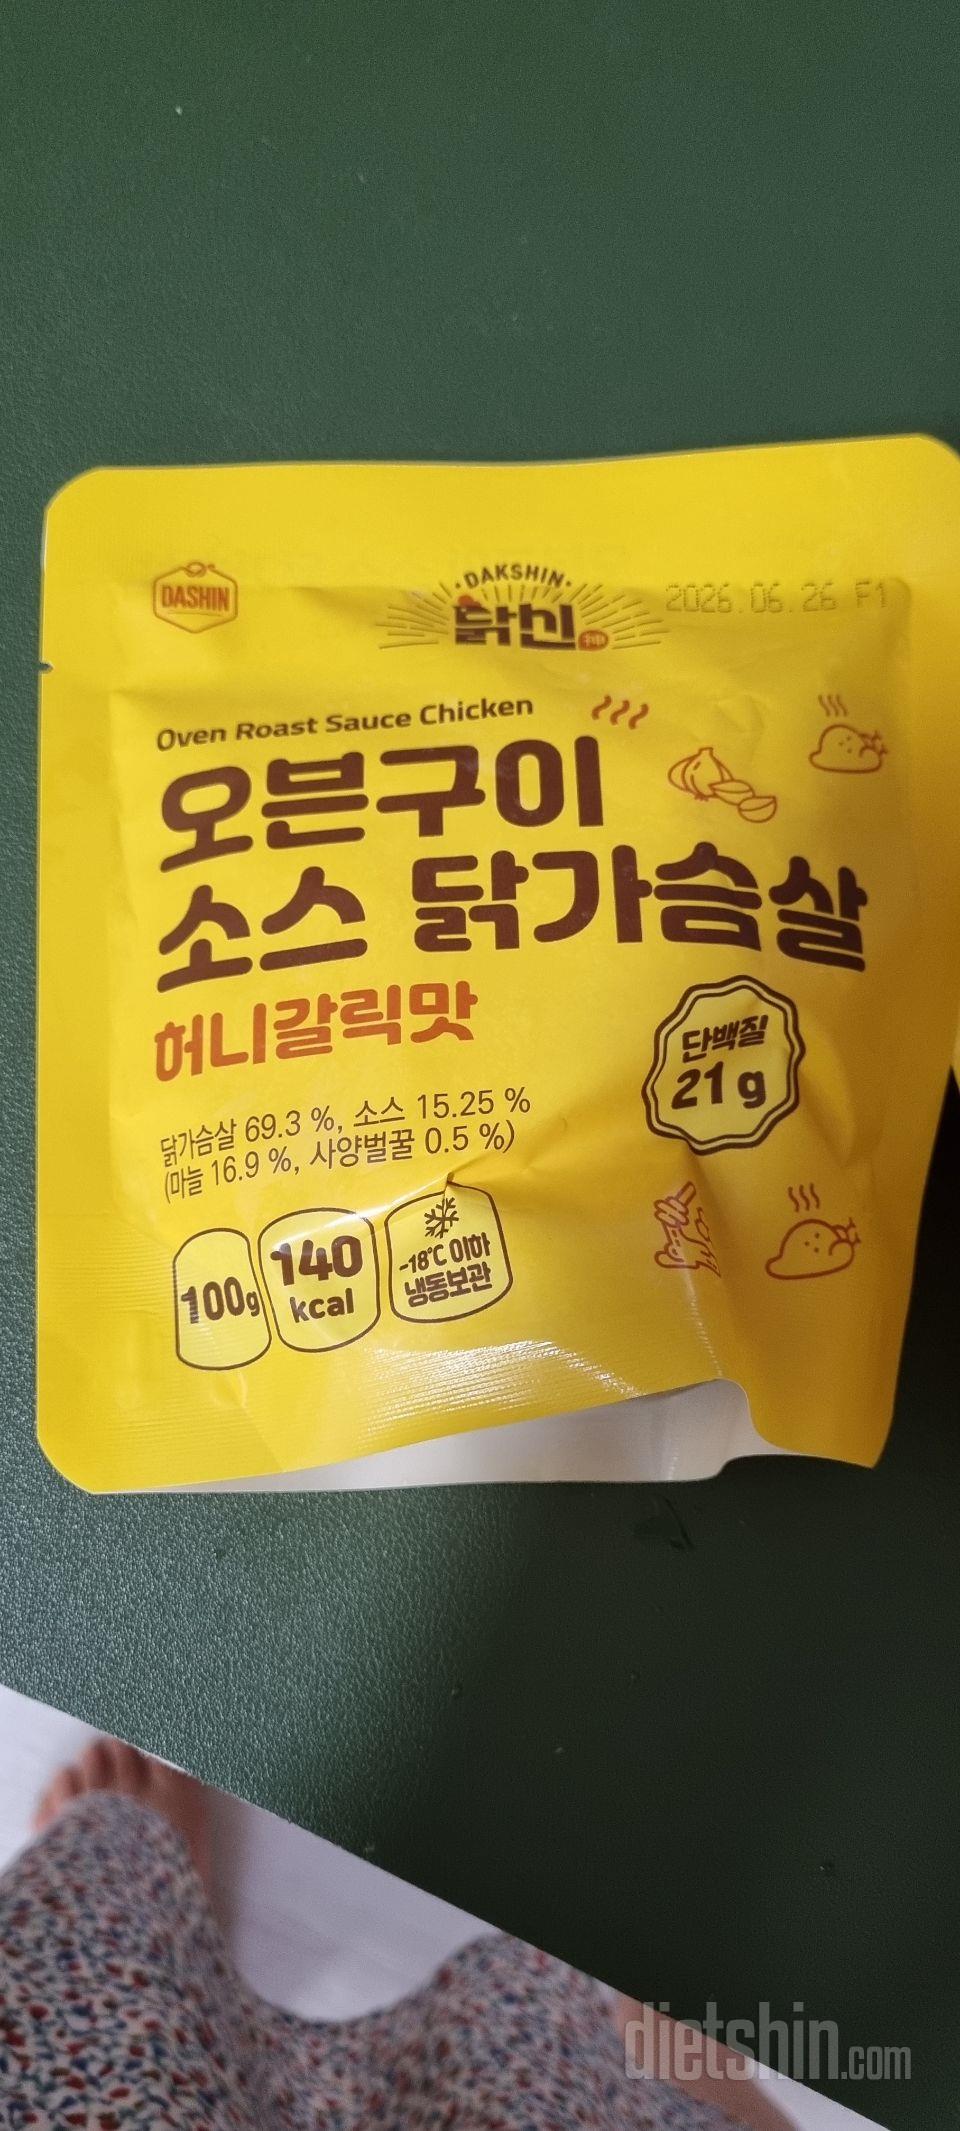 DASHIN
DAKSHIN
닭신 神
2026.06.26 F1
Oven Roast Sauce Chicken
오븐구이
소스 닭가슴살
허니갈릭맛
단백질
21 g
닭가슴살 69.3 %, 소스 15.25 %
(마늘 16.9 %, 사양벌꿀 0.5 %)
100g
140
kcal
-18℃ 이하
냉동보관
dietshin.com